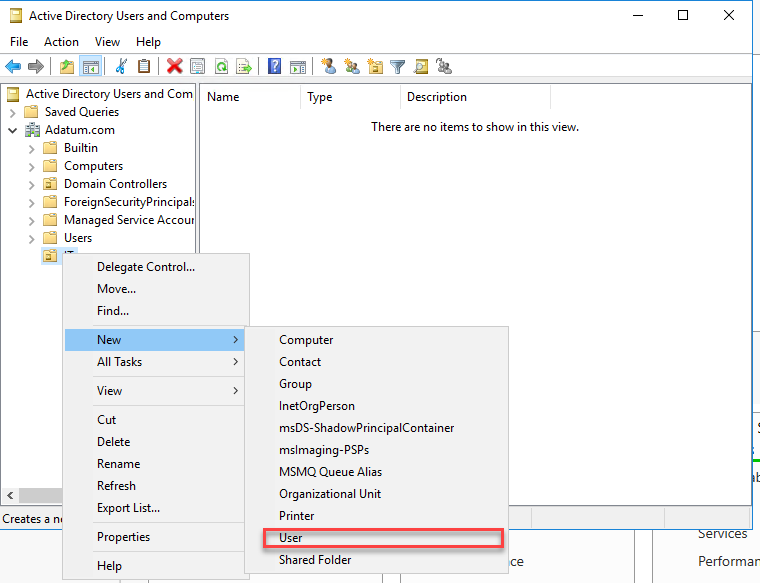 Active Directory Users and Computers
File Action View Help
Active Directory Users and Com
Saved Queries
Adatum.com
Builtin
Computers
Domain Controllers
ForeignSecurityPrincipals
Managed Service Accour
Users
IT
Name Type Description
There are no items to show in this view.
Delegate Control...
Move...
Find...
New
All Tasks
View
Cut
Delete
Rename
Refresh
Export List...
Properties
Help
Computer
Contact
Group
InetOrgPerson
msDS-ShadowPrincipalContainer
msImaging-PSPs
MSMQ Queue Alias
Organizational Unit
Printer
User
Shared Folder
Creates a ne
Services
Performan